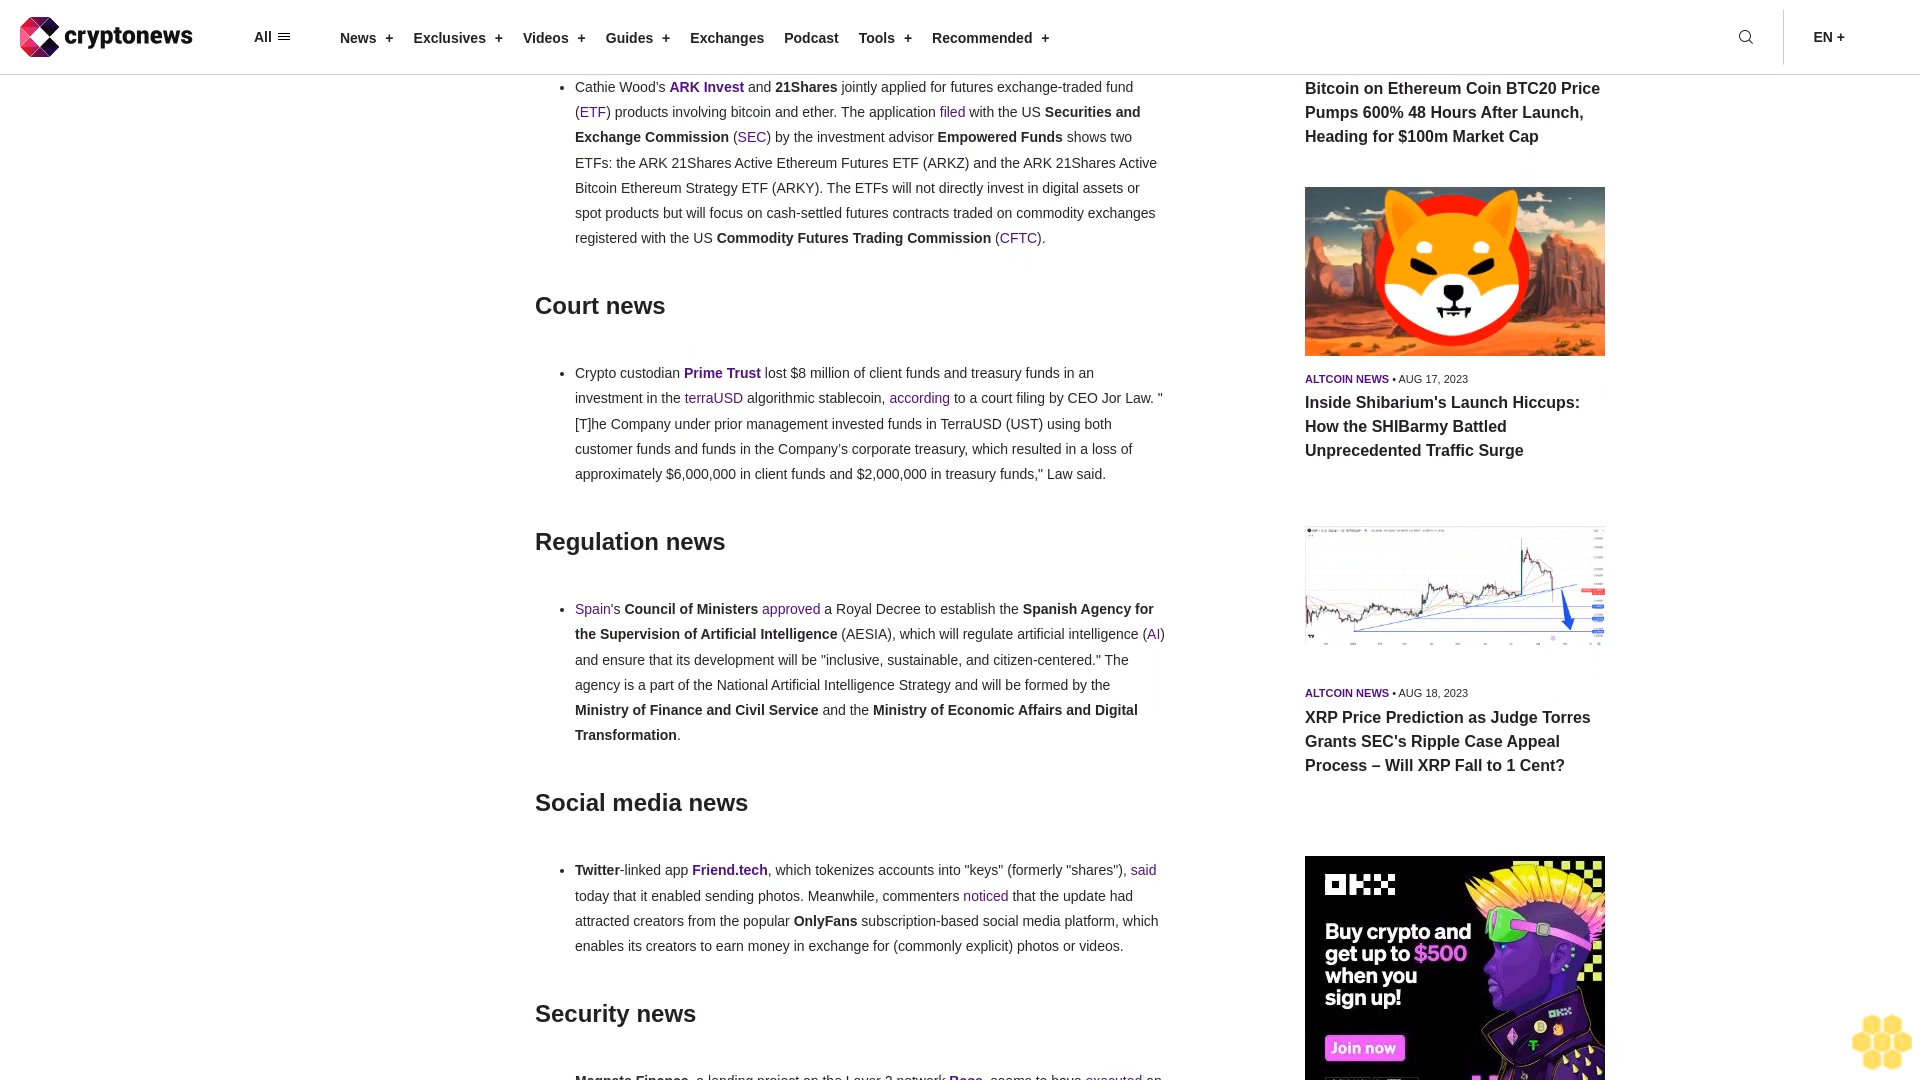 cryptonews
All
News +
Exclusives +
Videos +
Guides +
Exchanges
Podcast
Tools +
Recommended +
EN +
Cathie Wood's ARK Invest and 21Shares jointly applied for futures exchange-traded fund
(ETF) products involving bitcoin and ether. The application filed with the US Securities and
Exchange Commission (SEC) by the investment advisor Empowered Funds shows two
ETFs: the ARK 21Shares Active Ethereum Futures ETF (ARKZ) and the ARK 21Shares Active
Bitcoin Ethereum Strategy ETF (ARKY). The ETFs will not directly invest in digital assets or
spot products but will focus on cash-settled futures contracts traded on commodity exchanges
registered with the US Commodity Futures Trading Commission (CFTC).
Court news
Crypto custodian Prime Trust lost $8 million of client funds and treasury funds in an
investment in the terraUSD algorithmic stablecoin, according to a court filing by CEO Jor Law. "
[T]he Company under prior management invested funds in TerraUSD (UST) using both
customer funds and funds in the Company's corporate treasury, which resulted in a loss of
approximately $6,000,000 in client funds and $2,000,000 in treasury funds," Law said.
Regulation news
Spain's Council of Ministers approved a Royal Decree to establish the Spanish Agency for
the Supervision of Artificial Intelligence (AESIA), which will regulate artificial intelligence (AI)
and ensure that its development will be "inclusive, sustainable, and citizen-centered." The
agency is a part of the National Artificial Intelligence Strategy and will be formed by the
Ministry of Finance and Civil Service and the Ministry of Economic Affairs and Digital
Transformation.
Social media news
Twitter-linked app Friend.tech, which tokenizes accounts into "keys" (formerly "shares"), said
today that it enabled sending photos. Meanwhile, commenters noticed that the update had
attracted creators from the popular OnlyFans subscription-based social media platform, which
enables its creators to earn money in exchange for (commonly explicit) photos or videos.
Security news
Magnate Finance, a lending project on the Layer 2 network Base, seems to have executed an
Bitcoin on Ethereum Coin BTC20 Price
Pumps 600% 48 Hours After Launch,
Heading for $100m Market Cap
ALTCOIN NEWS • AUG 17, 2023
Inside Shibarium's Launch Hiccups:
How the SHIBarmy Battled
Unprecedented Traffic Surge
ALTCOIN NEWS • AUG 18, 2023
XRP Price Prediction as Judge Torres
Grants SEC's Ripple Case Appeal
Process – Will XRP Fall to 1 Cent?
OKX
Buy crypto and
get up to $500
when you
sign up!
Join now